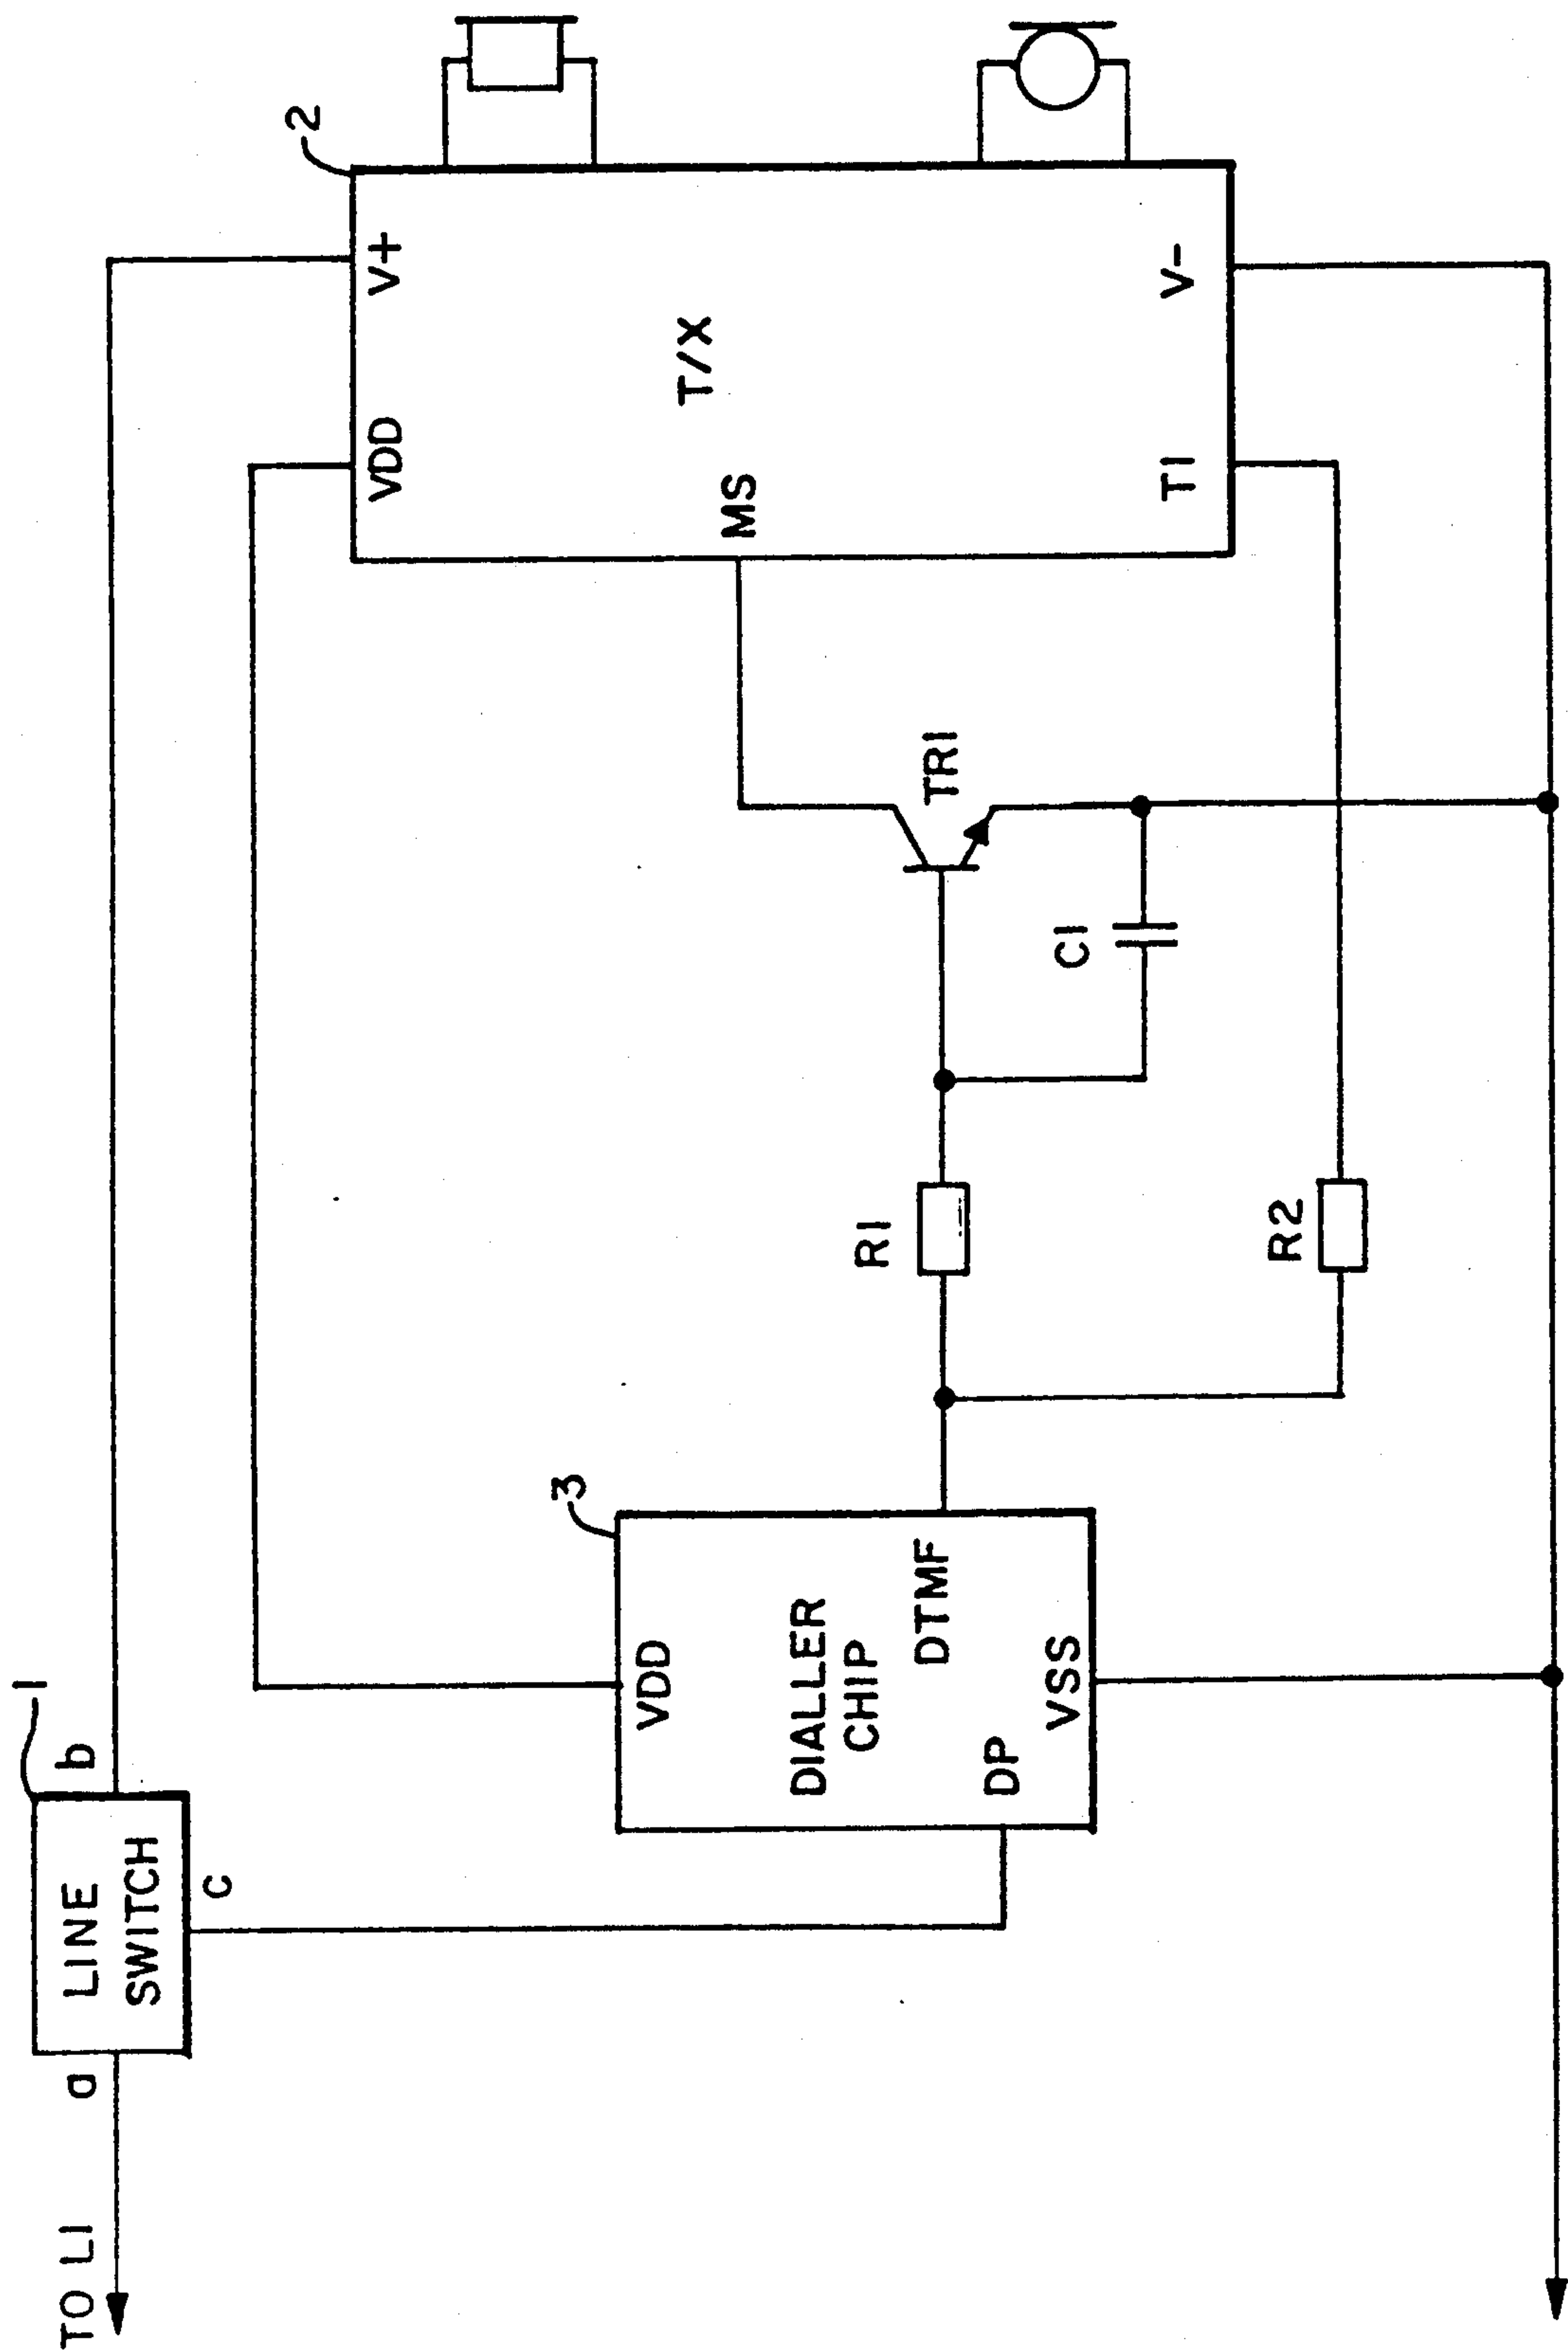 TO L1
a
LINE
SWITCH
1
b
c
3
VDD
DIALLER
CHIP
DTMF
DP
VSS
R1
R2
C1
TR1
2
VDD
V+
MS
T/X
T1
V-